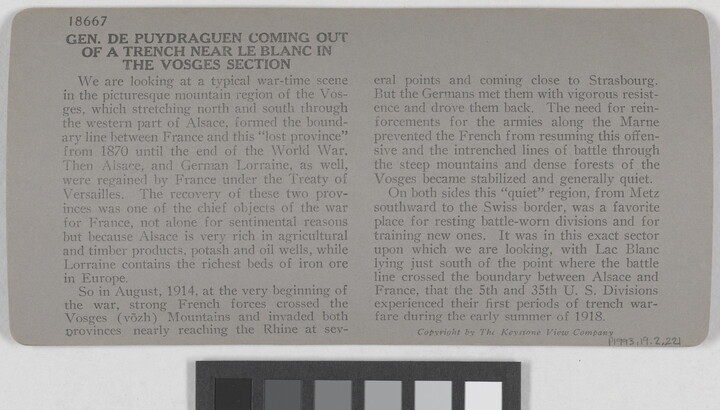 18667
GEN. DE PUYDRAGUEN COMING OUT
OF A TRENCH NEAR LE BLANC IN
THE VOSGES SECTION
We are looking at a typical war-time scene
in the picturesque mountain region of the Vos-
ges, which stretching north and south through
the western part of Alsace, formed the bound-
ary line between France and this "lost province"
from 1870 until the end of the World War.
Then Alsace, and German Lorraine, as well,
were regained by France under the Treaty of
Versailles. The recovery of these two prov-
inces was one of the chief objects of the war
for France, not alone for sentimental reasons
but because Alsace is very rich in agricultural
and timber products, potash and oil wells, while
Lorraine contains the richest beds of iron ore
in Europe.
So in August, 1914, at the very beginning of
the war, strong French forces crossed the
Vosges (vōzh) Mountains and invaded both
provinces nearly reaching the Rhine at sev-
eral points and coming close to Strasbourg.
But the Germans met them with vigorous resist-
ence and drove them back. The need for rein-
forcements for the armies along the Marne
prevented the French from resuming this offen-
sive and the intrenched lines of battle through
the steep mountains and dense forests of the
Vosges became stabilized and generally quiet.
On both sides this "quiet" region, from Metz
southward to the Swiss border, was a favorite
place for resting battle-worn divisions and for
training new ones. It was in this exact sector
upon which we are looking, with Lac Blanc
lying just south of the point where the battle
line crossed the boundary between Alsace and
France, that the 5th and 35th U. S. Divisions
experienced their first periods of trench war-
fare during the early summer of 1918.
Copyright by The Keystone View Company